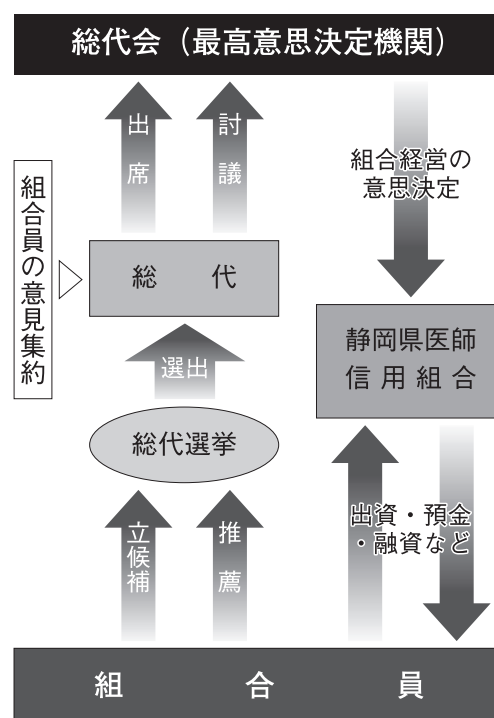 総代会（最高意思決定機関）
出席
討議
組合経営の
意思決定
組合員の意見集約
総代
静岡県医師
信用組合
選出
総代選挙
立候補
推薦
出資・預金
・融資など
組合員